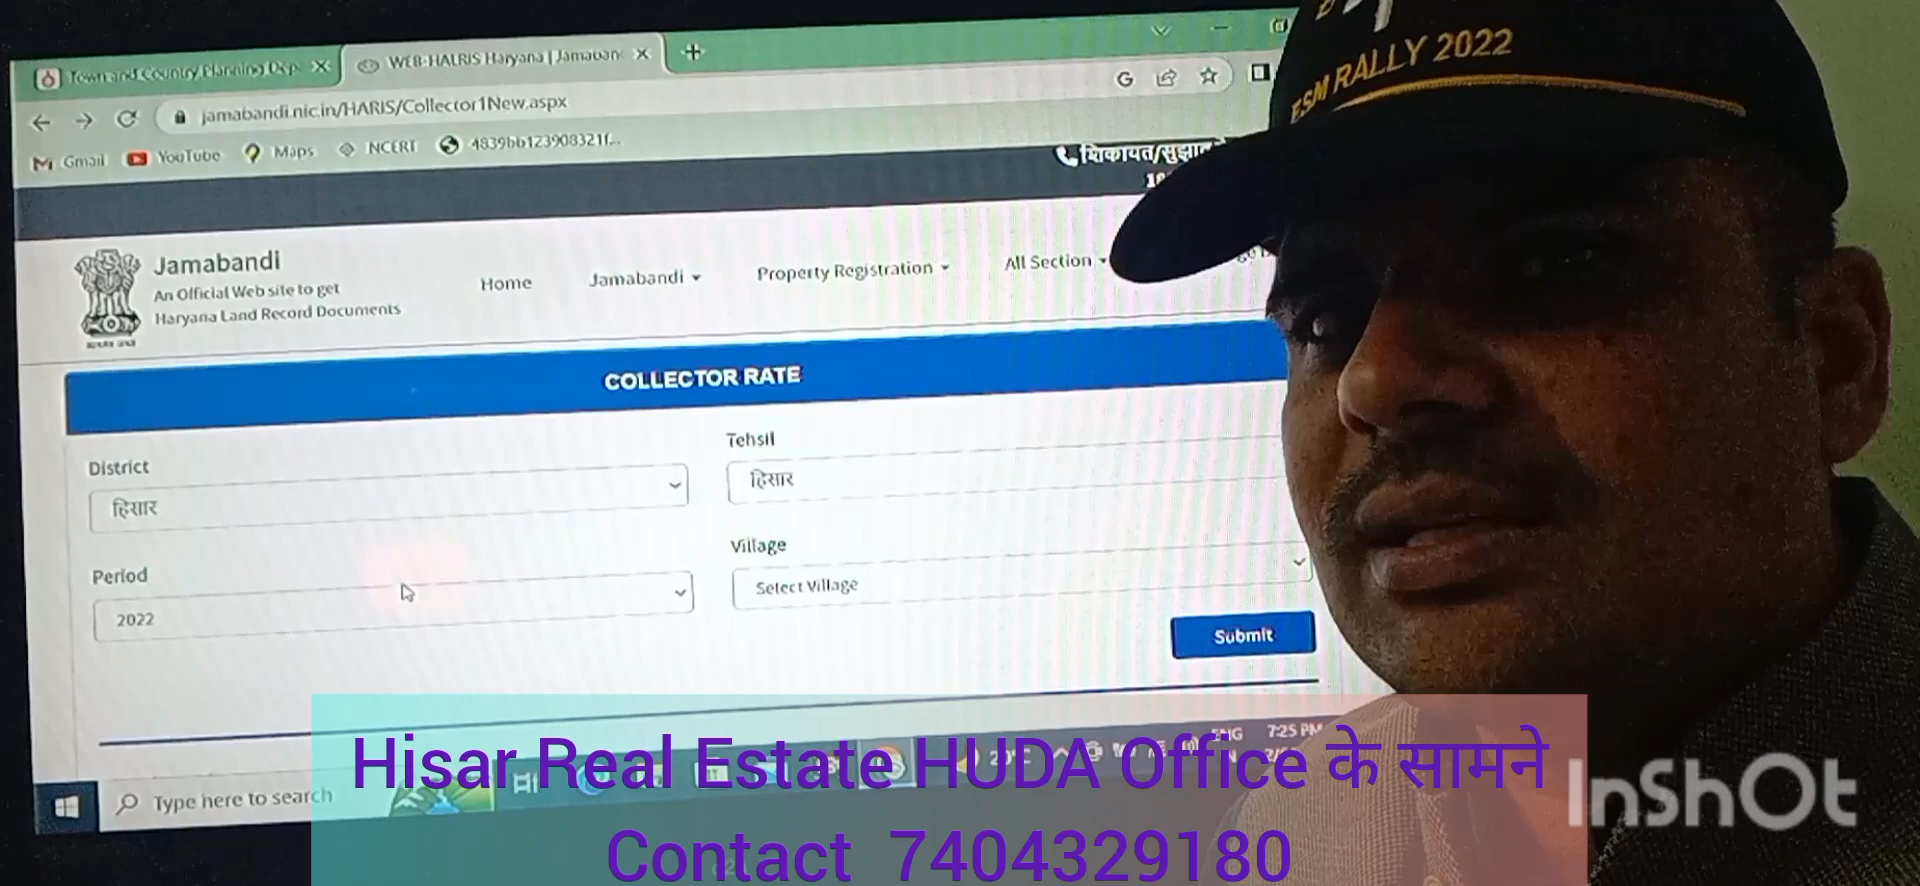 ESM RALLY 2022
Town and Country Planning Dep
WEB-HALRIS Haryana | Jamaban
jamabandi.nic.in/HARIS/Collector1New.aspx
Gmail YouTube Maps NCERT 4839bb123908321f...
शिकायत/सुझाव
Jamabandi
An Official Web site to get
Haryana Land Record Documents
Home Jamabandi Property Registration All Section
COLLECTOR RATE
District
हिसार
Tehsil
हिसार
Period
2022
Village
Select Village
Submit
7:25 PM
Type here to search
Hisar Real Estate HUDA Office के सामने
Contact 7404329180
InShOt